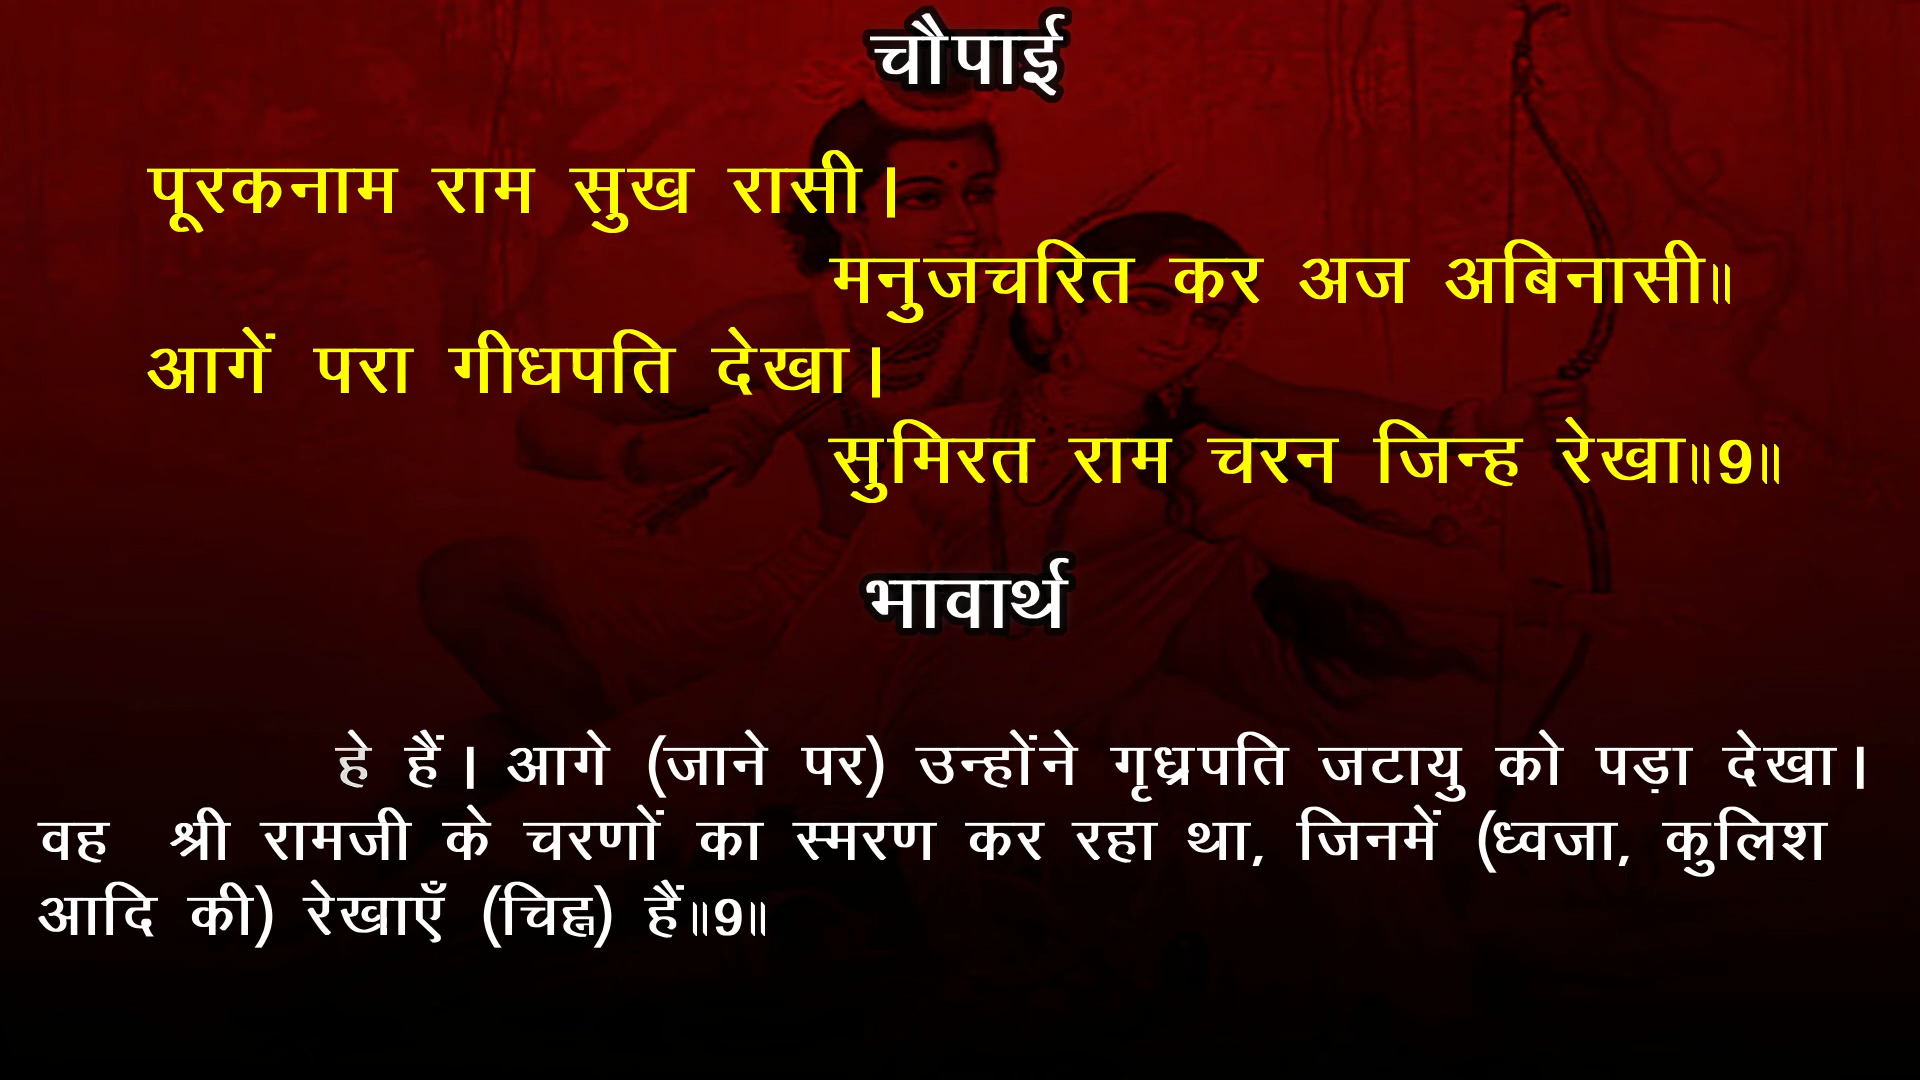 चौपाई
पूरकनाम राम सुख रासी।
मनुजचरित कर अज अबिनासी॥
आगें परा गीधपति देखा।
सुमिरत राम चरन जिन्ह रेखा॥9॥
भावार्थ
हे हैं। आगे (जाने पर) उन्होंने गृध्रपति जटायु को पड़ा देखा।
वह श्री रामजी के चरणों का स्मरण कर रहा था, जिनमें (ध्वजा, कुलिश
आदि की) रेखाएँ (चिह्न) हैं॥9॥